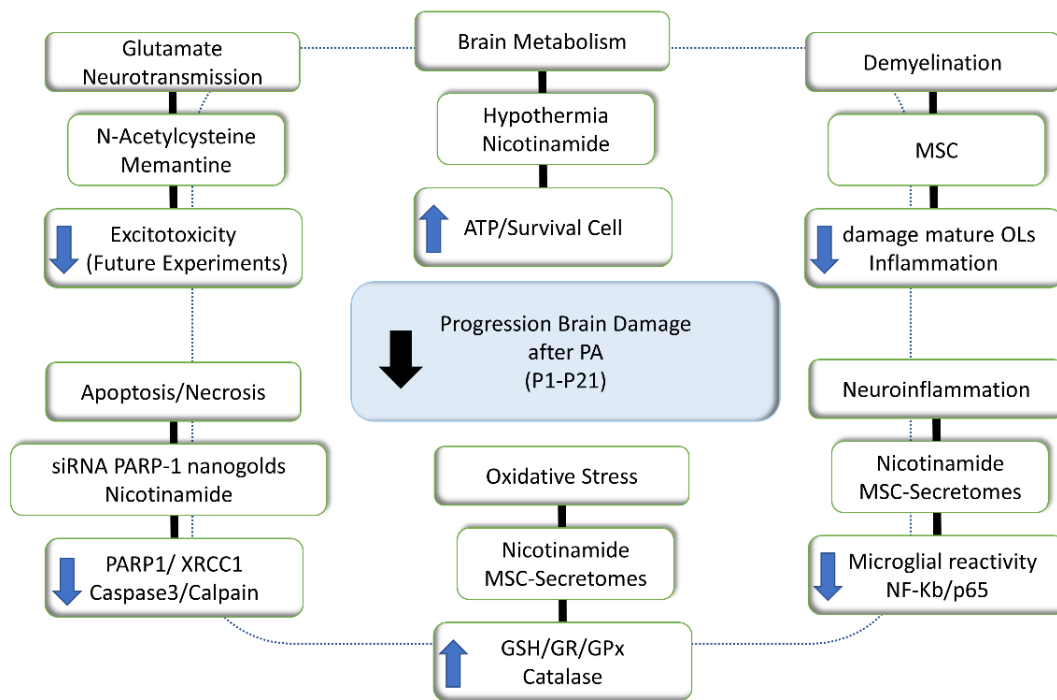 Glutamate
Neurotransmission
N-Acetylcysteine
Memantine
Excitotoxicity
(Future Experiments)
Brain Metabolism
Hypothermia
Nicotinamide
ATP/Survival Cell
Demyelination
MSC
damage mature OLs
Inflammation
Progression Brain Damage
after PA
(P1-P21)
Apoptosis/Necrosis
siRNA PARP-1 nanogolds
Nicotinamide
PARP1/ XRCC1
Caspase3/Calpain
Oxidative Stress
Nicotinamide
MSC-Secretomes
GSH/GR/GPx
Catalase
Neuroinflammation
Nicotinamide
MSC-Secretomes
Microglial reactivity
NF-Kb/p65